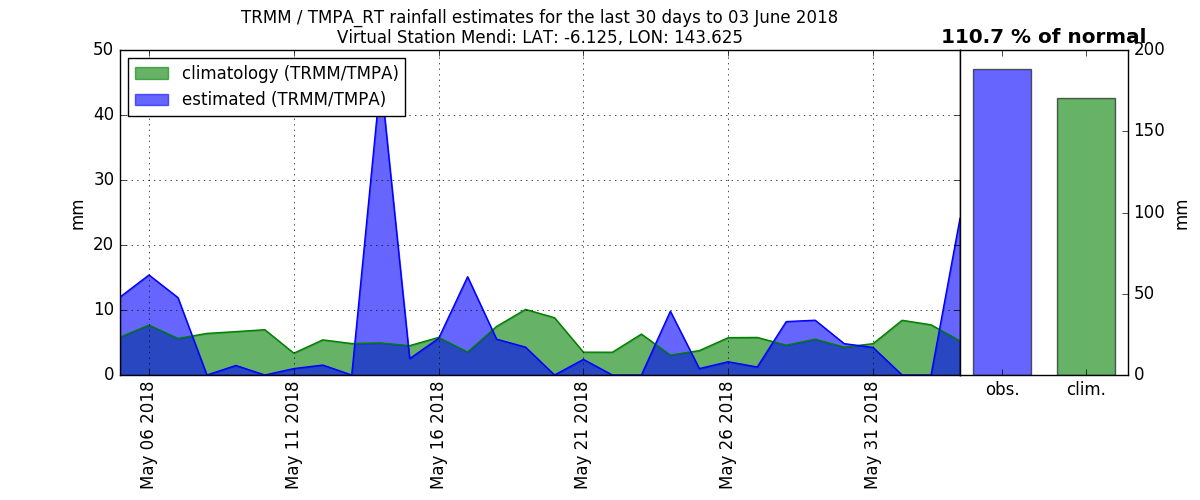 TRMM / TMPA_RT rainfall estimates for the last 30 days to 03 June 2018
Virtual Station Mendi: LAT: -6.125, LON: 143.625
110.7 % of normal
climatology (TRMM/TMPA)
estimated (TRMM/TMPA)
50
40
30
20
10
0
mm
May 06 2018
May 11 2018
May 16 2018
May 21 2018
May 26 2018
May 31 2018
200
150
100
50
0
mm
obs.
clim.